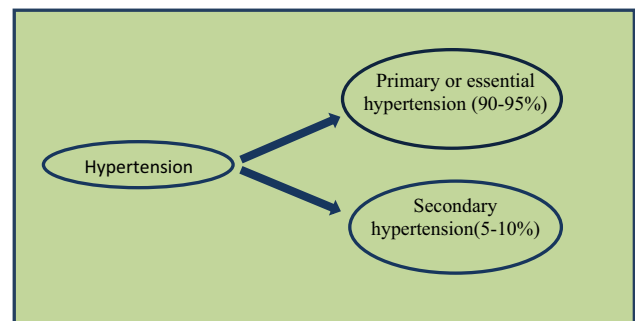 Primary or essential
hypertension (90-95%)
Hypertension
Secondary
hypertension(5-10%)